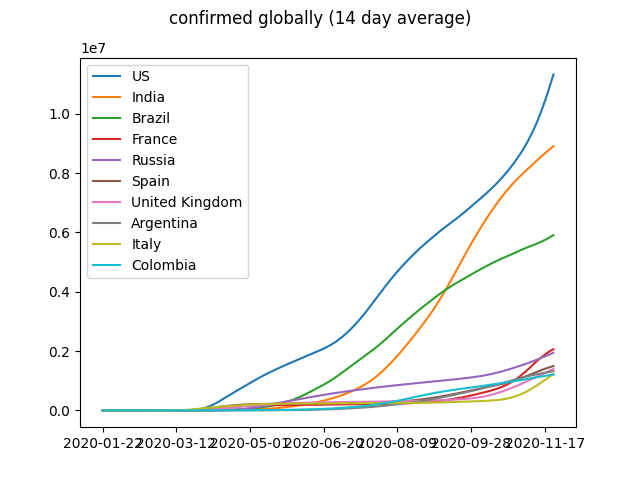 confirmed globally (14 day average)
1e7
US
India
Brazil
France
Russia
Spain
United Kingdom
Argentina
Italy
Colombia
1.0
0.8
0.6
0.4
0.2
0.0
2020-01-22 2020-03-12 2020-05-01 2020-06-20 2020-08-09 2020-09-28 2020-11-17